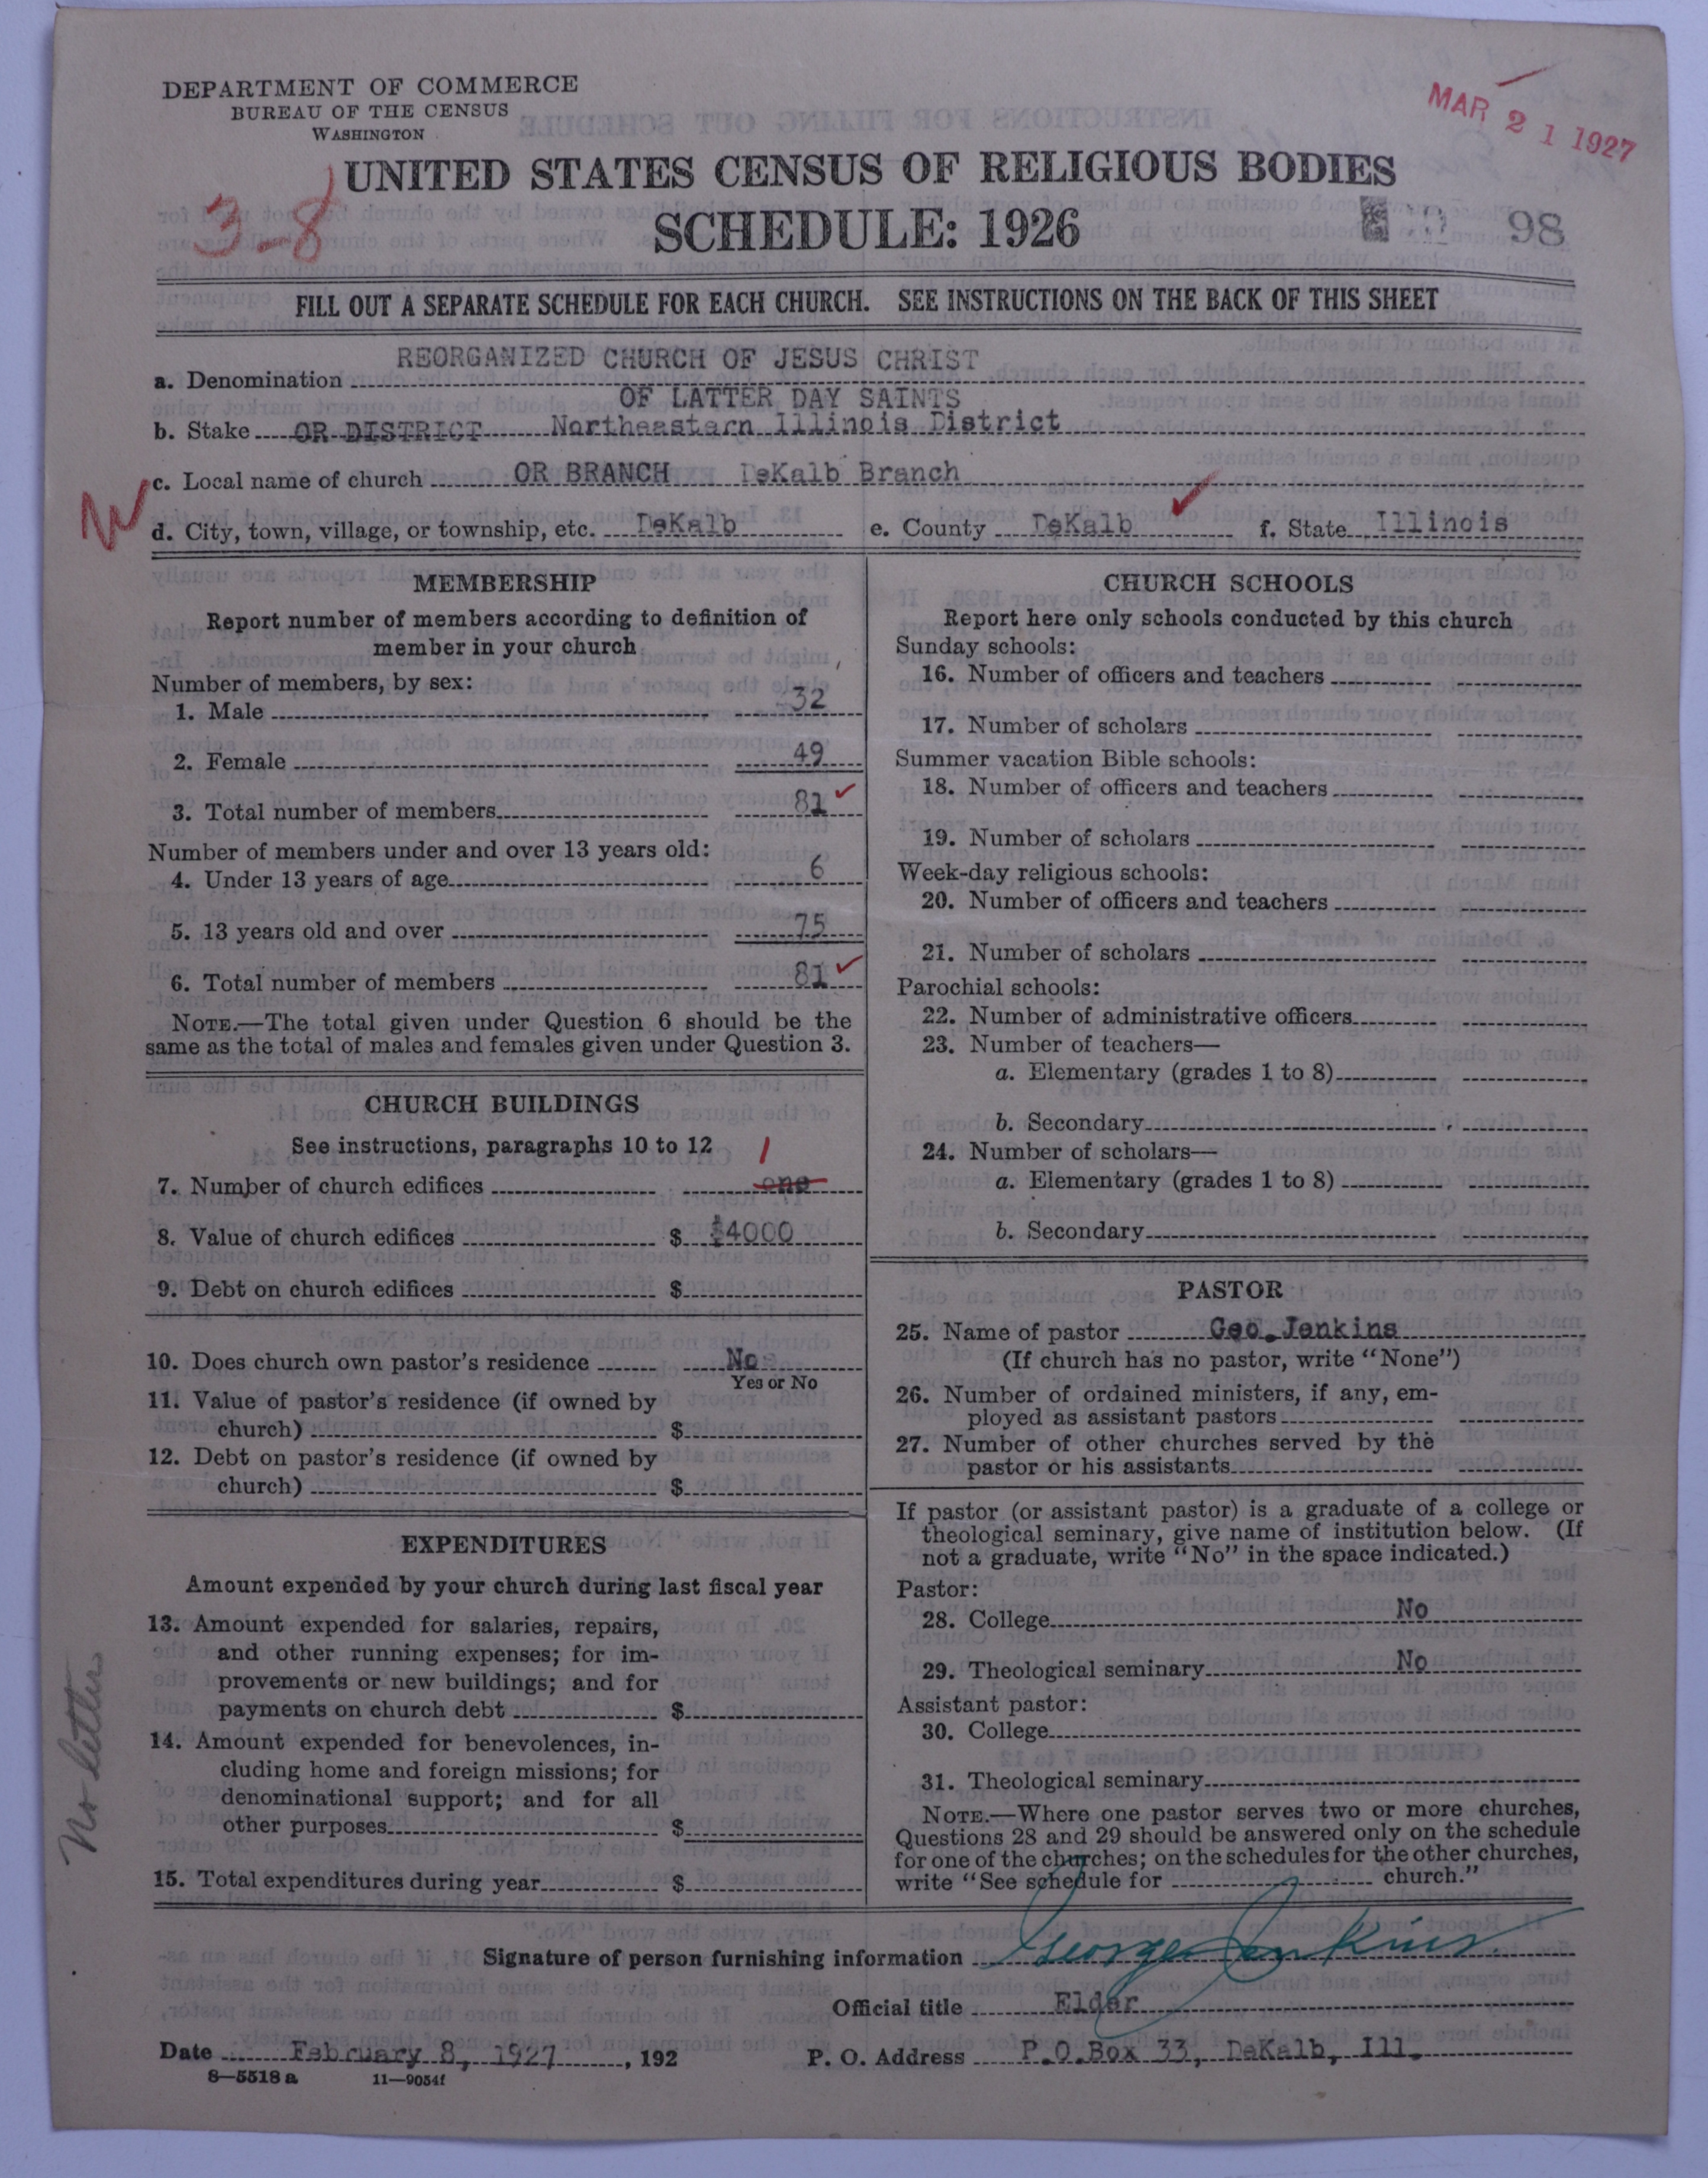 DEPARTMENT OF COMMERCE
BUREAU OF THE CENSUS
WASHINGTON
MAR 21 1927
UNITED STATES CENSUS OF RELIGIOUS BODIES
3-8
SCHEDULE: 1926
98
FILL OUT A SEPARATE SCHEDULE FOR EACH CHURCH. SEE INSTRUCTIONS ON THE BACK OF THIS SHEET
REORGANIZED CHURCH OF JESUS CHRIST
a. Denomination
OF LATTER DAY SAINTS
b. Stake OR DISTRICT Northeastern Illinois District
c. Local name of church OR BRANCH DeKalb Branch
d. City, town, village, or township, etc. DeKalb e. County DeKalb f. State Illinois
MEMBERSHIP
Report number of members according to definition of
member in your church
Number of members, by sex:
1. Male 32
2. Female 49
3. Total number of members 81
Number of members under and over 13 years old:
4. Under 13 years of age 6
5. 13 years old and over 75
6. Total number of members 81
NOTE.—The total given under Question 6 should be the
same as the total of males and females given under Question 3.
CHURCH BUILDINGS
See instructions, paragraphs 10 to 12
1
7. Number of church edifices one
8. Value of church edifices $ $4000
9. Debt on church edifices $
10. Does church own pastor's residence No
Yes or No
11. Value of pastor's residence (if owned by
church) $
12. Debt on pastor's residence (if owned by
church) $
EXPENDITURES
Amount expended by your church during last fiscal year
13. Amount expended for salaries, repairs,
and other running expenses; for im-
provements or new buildings; and for
payments on church debt $
14. Amount expended for benevolences, in-
cluding home and foreign missions; for
denominational support; and for all
other purposes $
15. Total expenditures during year $
No letter
CHURCH SCHOOLS
Report here only schools conducted by this church
Sunday schools:
16. Number of officers and teachers
17. Number of scholars
Summer vacation Bible schools:
18. Number of officers and teachers
19. Number of scholars
Week-day religious schools:
20. Number of officers and teachers
21. Number of scholars
Parochial schools:
22. Number of administrative officers
23. Number of teachers—
a. Elementary (grades 1 to 8)
b. Secondary
24. Number of scholars—
a. Elementary (grades 1 to 8)
b. Secondary
PASTOR
25. Name of pastor Geo. Jenkins
(If church has no pastor, write "None")
26. Number of ordained ministers, if any, em-
ployed as assistant pastors
27. Number of other churches served by the
pastor or his assistants
If pastor (or assistant pastor) is a graduate of a college or
theological seminary, give name of institution below. (If
not a graduate, write "No" in the space indicated.)
Pastor:
28. College No
29. Theological seminary No
Assistant pastor:
30. College
31. Theological seminary
NOTE.—Where one pastor serves two or more churches,
Questions 28 and 29 should be answered only on the schedule
for one of the churches; on the schedules for the other churches,
write "See schedule for church."
Signature of person furnishing information George Jenkins
Official title Elder
Date February 8, 1927, 192 P. O. Address P.O.Box 33, DeKalb, Ill.
8—5518 a 11—9054f